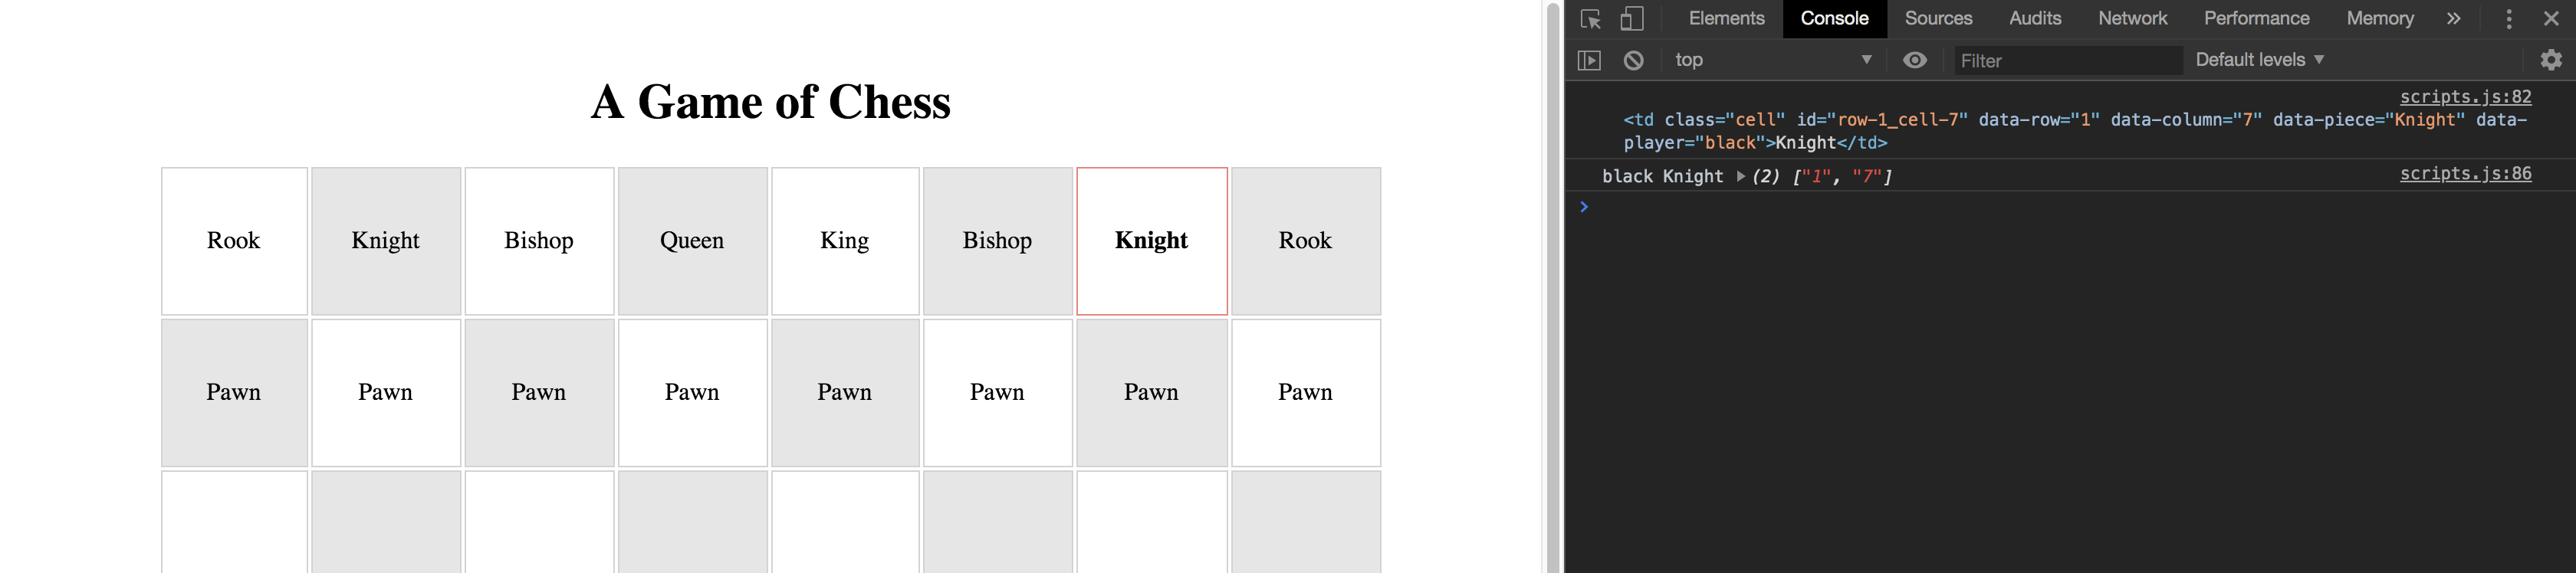 A Game of Chess
Rook Knight Bishop Queen King Bishop Knight Rook
Pawn Pawn Pawn Pawn Pawn Pawn Pawn Pawn
Elements Console Sources Audits Network Performance Memory »
top ▼ Filter Default levels ▼
scripts.js:82
<td class="cell" id="row-1_cell-7" data-row="1" data-column="7" data-piece="Knight" data-
player="black">Knight</td>
black Knight ▶ (2) ["1", "7"] scripts.js:86
>